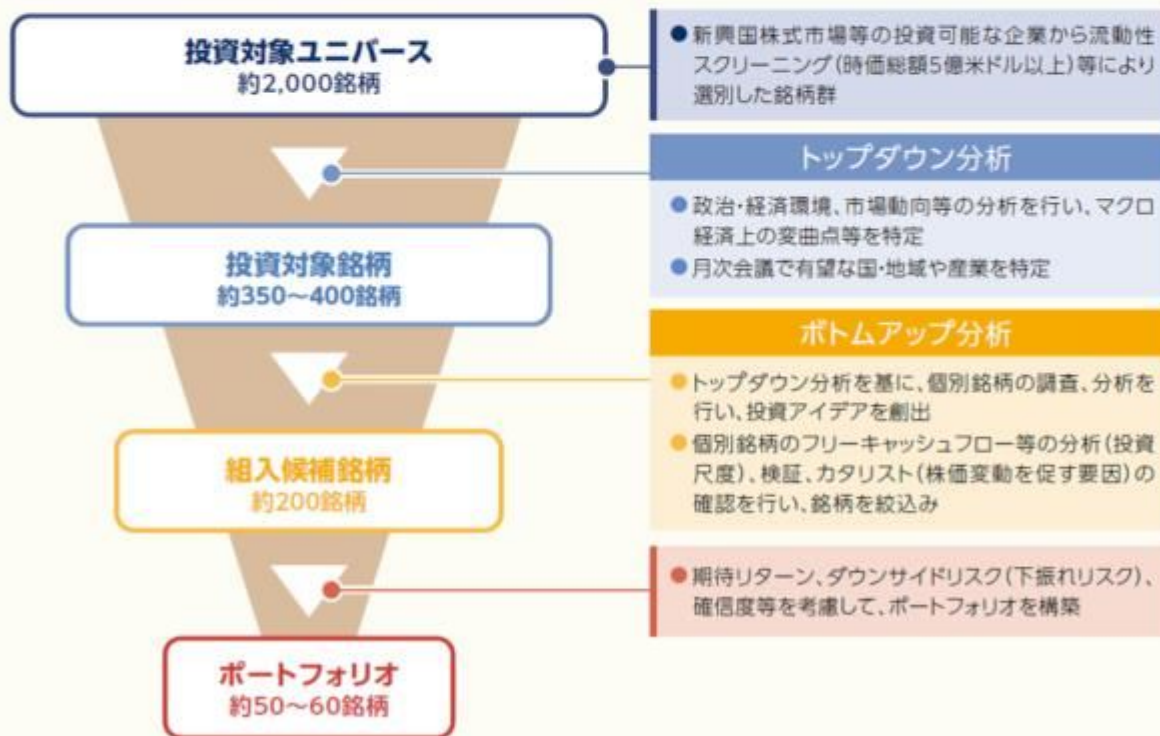 投資対象ユニバース
約2,000銘柄
●新興国株式市場等の投資可能な企業から流動性
スクリーニング(時価総額5億米ドル以上)等により
選別した銘柄群
トップダウン分析
●政治・経済環境、市場動向等の分析を行い、マクロ
経済上の変曲点等を特定
●月次会議で有望な国・地域や産業を特定
投資対象銘柄
約350〜400銘柄
ボトムアップ分析
●トップダウン分析を基に、個別銘柄の調査、分析を
行い、投資アイデアを創出
●個別銘柄のフリーキャッシュフロー等の分析(投資
尺度)、検証、カタリスト(株価変動を促す要因)の
確認を行い、銘柄を絞込み
組入候補銘柄
約200銘柄
●期待リターン、ダウンサイドリスク(下振れリスク)、
確信度等を考慮して、ポートフォリオを構築
ポートフォリオ
約50〜60銘柄